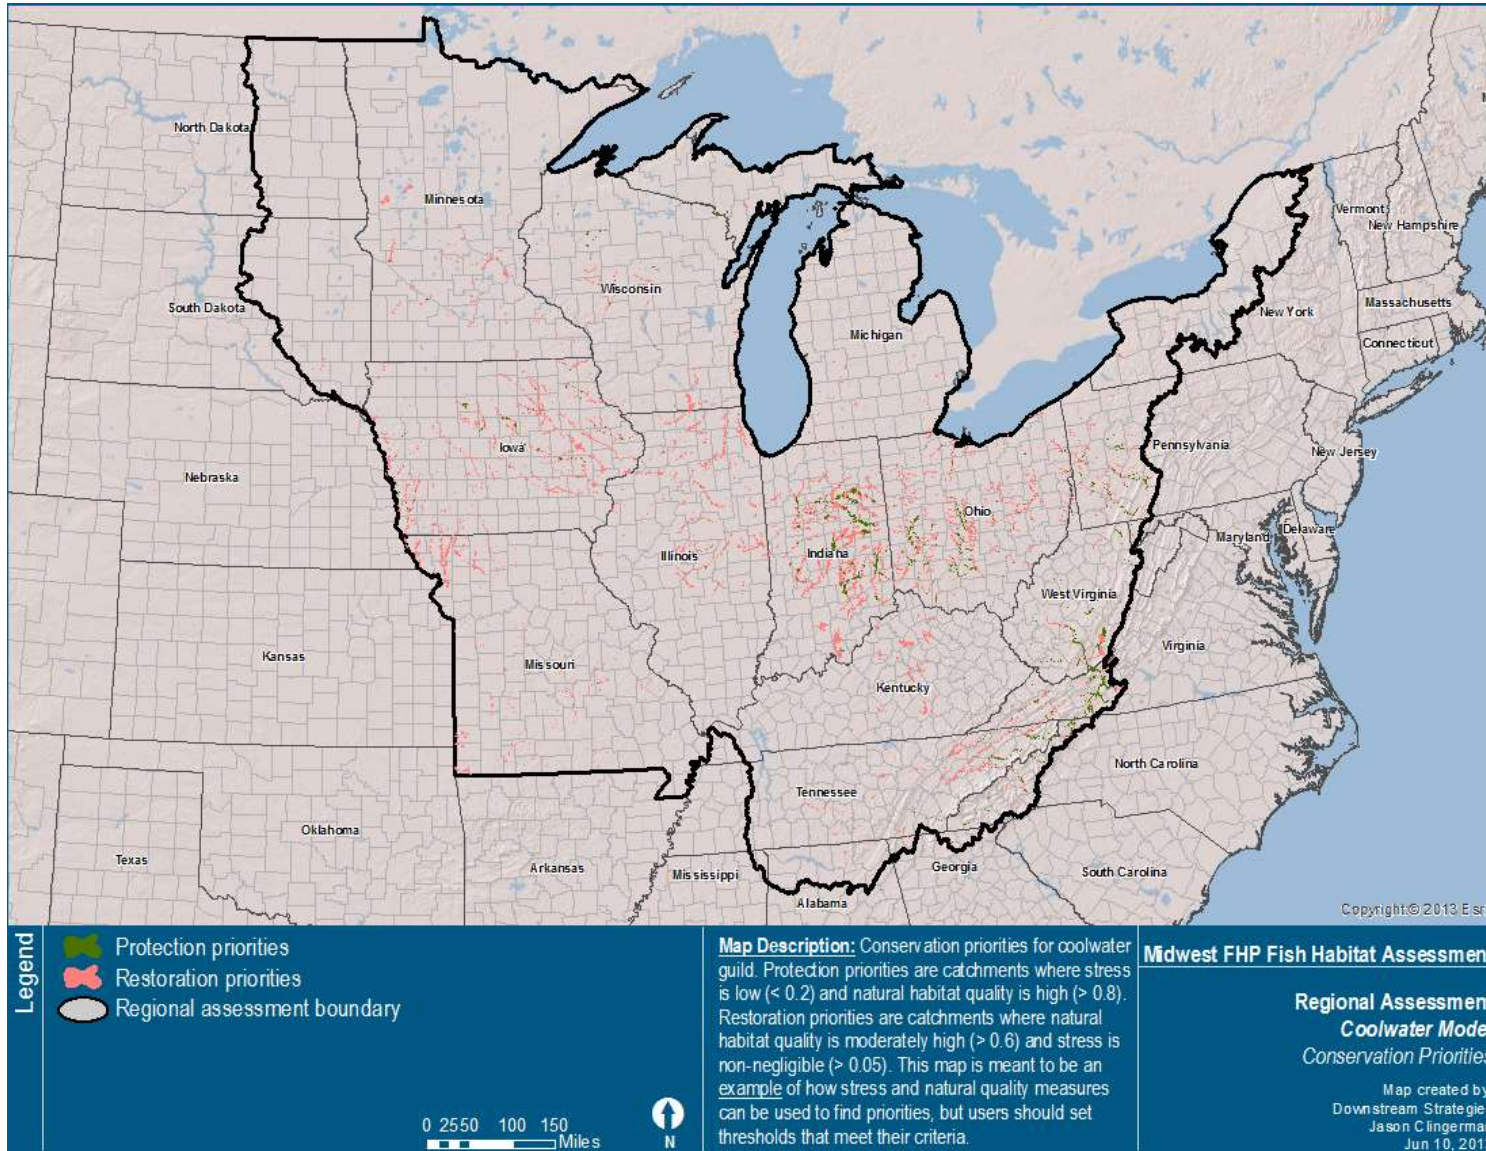 North Dakota
Minnesota
Vermont
New Hampshire
Wisconsin
South Dakota
Massachusetts
New York
Michigan
Connecticut
Iowa
Pennsylvania
New Jersey
Nebraska
Ohio
Delaware
Maryland
Illinois
Indiana
West Virginia
Virginia
Kansas
Missouri
Kentucky
North Carolina
Tennessee
Oklahoma
Texas
Arkansas
Mississippi
Georgia
South Carolina
Alabama
Copyright:© 2013 Esr
Legend
Protection priorities
Restoration priorities
Regional assessment boundary
0 25 50 100 150
Miles
N
Map Description: Conservation priorities for coolwater
guild. Protection priorities are catchments where stress
is low (< 0.2) and natural habitat quality is high (> 0.8).
Restoration priorities are catchments where natural
habitat quality is moderately high (> 0.6) and stress is
non-negligible (> 0.05). This map is meant to be an
example of how stress and natural quality measures
can be used to find priorities, but users should set
thresholds that meet their criteria.
Midwest FHP Fish Habitat Assessmen
Regional Assessmen
Coolwater Mode
Conservation Priorities
Map created by
Downstream Strategie
Jason Clingerma
Jun 10, 201